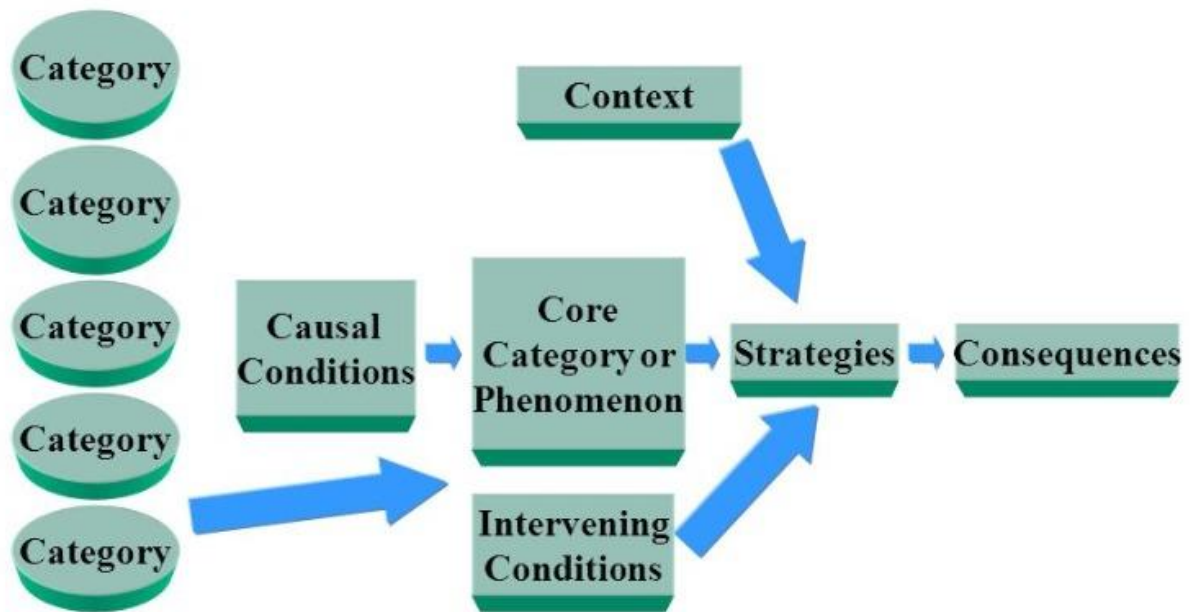 Category
Category
Category
Category
Category
Causal
Conditions
Context
Core
Category or
Phenomenon
Intervening
Conditions
Strategies
Consequences